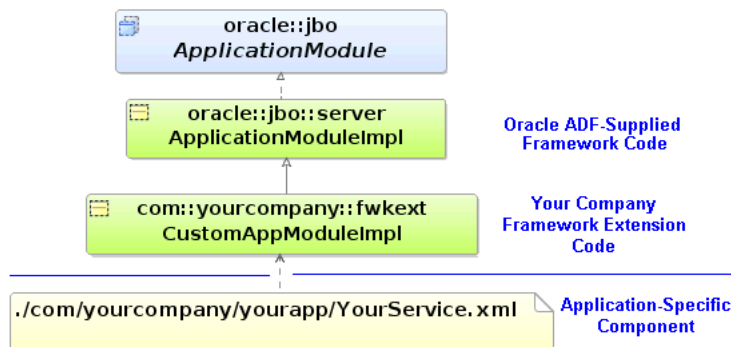 oracle::jbo
ApplicationModule
oracle::jbo::server
ApplicationModuleImpl
Oracle ADF-Supplied
Framework Code
com::yourcompany::fwkext
CustomAppModuleImpl
Your Company
Framework Extension
Code
./com/yourcompany/yourapp/YourService.xml
Application-Specific
Component